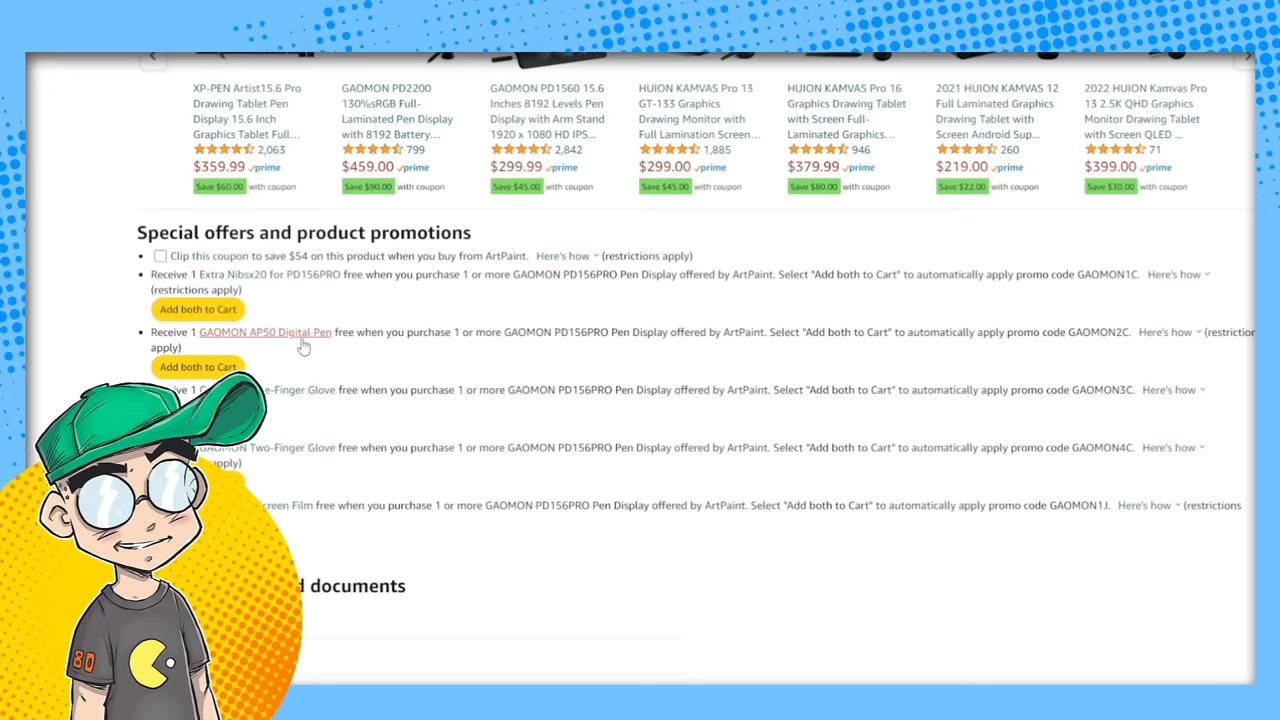 XP-PEN Artist15.6 Pro
Drawing Tablet Pen
Display 15.6 Inch
Graphics Tablet Full...
2,063
$359.99 prime
Save $60.00 with coupon
GAOMON PD2200
130%sRGB Full-
Laminated Pen Display
with 8192 Battery...
799
$459.00 prime
Save $90.00 with coupon
GAOMON PD1560 15.6
Inches 8192 Levels Pen
Display with Arm Stand
1920 x 1080 HD IPS...
2,842
$299.99 prime
Save $45.00 with coupon
HUION KAMVAS Pro 13
GT-133 Graphics
Drawing Monitor with
Full Lamination Screen...
1,885
$299.00 prime
Save $45.00 with coupon
HUION KAMVAS Pro 16
Graphics Drawing Tablet
with Screen Full-
Laminated Graphics...
946
$379.99 prime
Save $80.00 with coupon
2021 HUION KAMVAS 12
Full Laminated Graphics
Drawing Tablet with
Screen Android Sup...
260
$219.00 prime
Save $22.00 with coupon
2022 HUION Kamvas Pro
13 2.5K QHD Graphics
Monitor Drawing Tablet
with Screen QLED ...
71
$399.00 prime
Save $30.00 with coupon
Special offers and product promotions
Clip this coupon to save $54 on this product when you buy from ArtPaint. Here's how (restrictions apply)
Receive 1 Extra Nibsx20 for PD156PRO free when you purchase 1 or more GAOMON PD156PRO Pen Display offered by ArtPaint. Select "Add both to Cart" to automatically apply promo code GAOMON1C. Here's how
(restrictions apply)
Add both to Cart
Receive 1 GAOMON AP50 Digital Pen free when you purchase 1 or more GAOMON PD156PRO Pen Display offered by ArtPaint. Select "Add both to Cart" to automatically apply promo code GAOMON2C. Here's how (restriction
apply)
Add both to Cart
-Finger Glove free when you purchase 1 or more GAOMON PD156PRO Pen Display offered by ArtPaint. Select "Add both to Cart" to automatically apply promo code GAOMON3C. Here's how
GAOMON Two-Finger Glove free when you purchase 1 or more GAOMON PD156PRO Pen Display offered by ArtPaint. Select "Add both to Cart" to automatically apply promo code GAOMON4C. Here's how
apply)
creen Film free when you purchase 1 or more GAOMON PD156PRO Pen Display offered by ArtPaint. Select "Add both to Cart" to automatically apply promo code GAOMON1J. Here's how (restrictions
documents
80